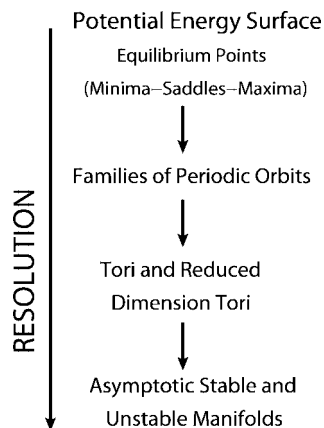 Potential Energy Surface
Equilibrium Points
(Minima–Saddles–Maxima)
Families of Periodic Orbits
Tori and Reduced
Dimension Tori
Asymptotic Stable and
Unstable Manifolds
RESOLUTION